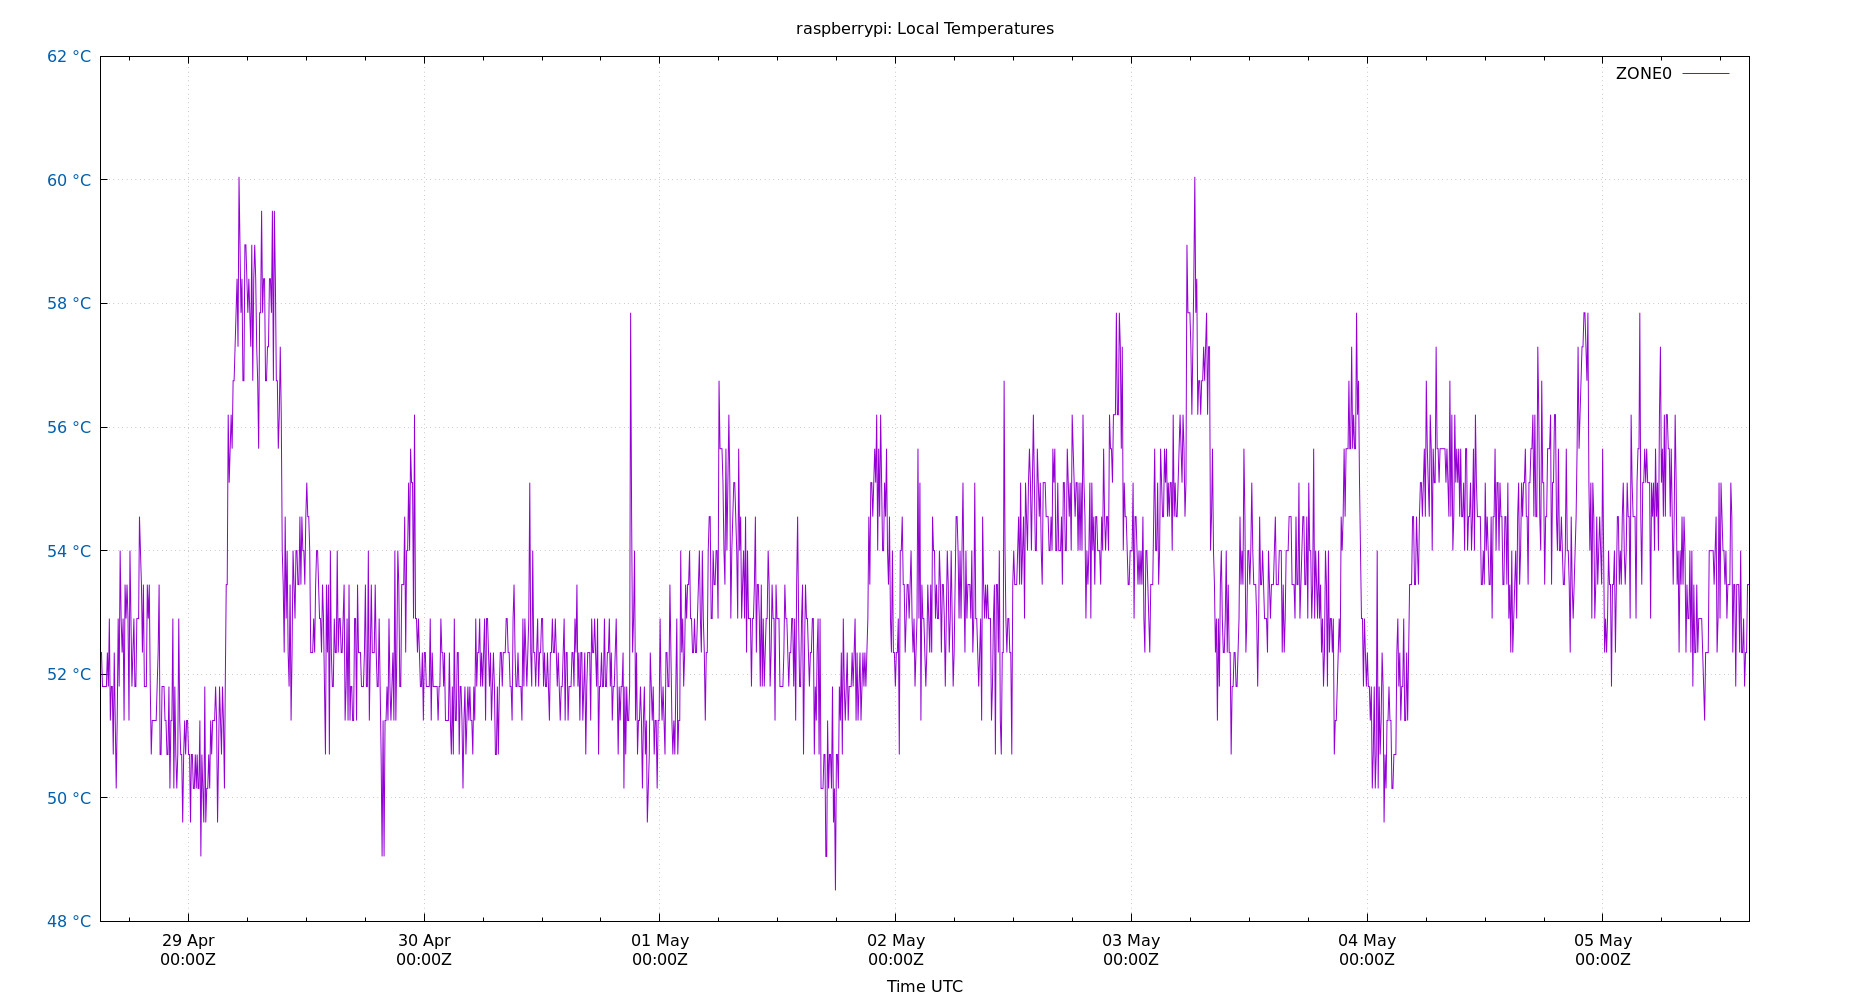 raspberrypi: Local Temperatures
62 °C
ZONE0
60 °C
58 °C
56 °C
54 °C
52 °C
50 °C
48 °C
29 Apr 30 Apr 01 May 02 May 03 May 04 May 05 May
00:00Z 00:00Z 00:00Z 00:00Z 00:00Z 00:00Z 00:00Z
Time UTC